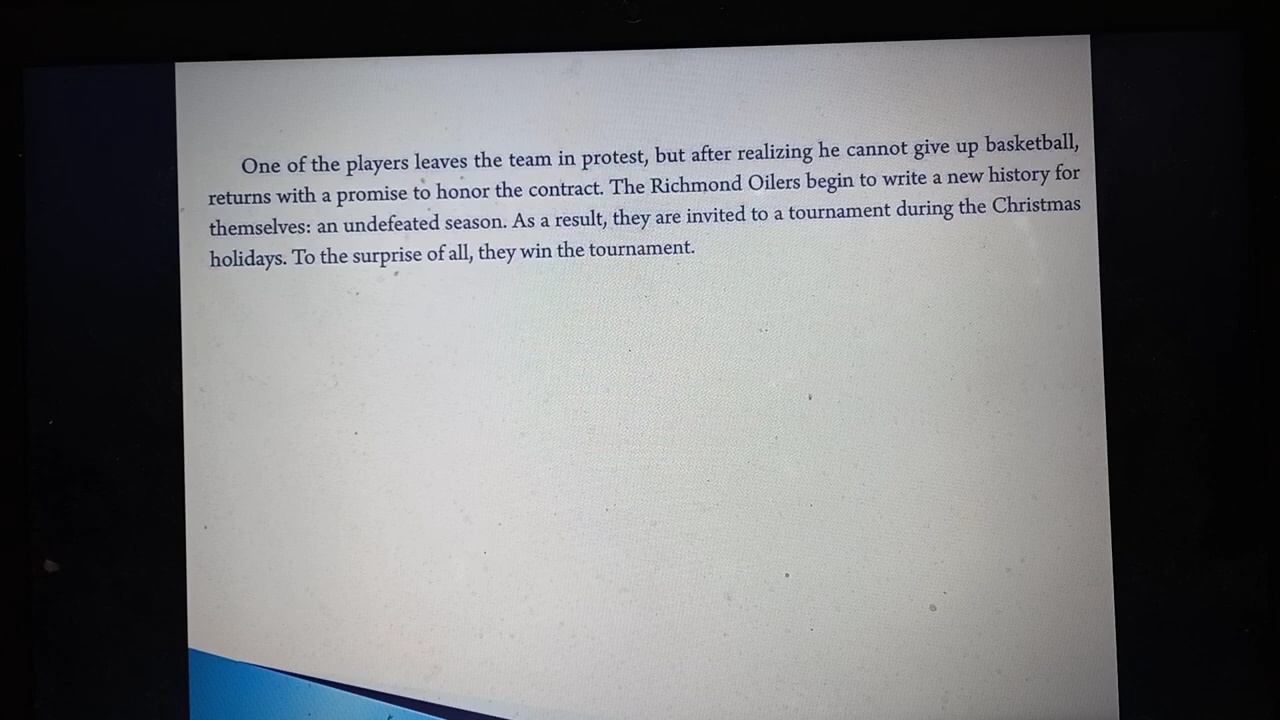 One of the players leaves the team in protest, but after realizing he cannot give up basketball,
returns with a promise to honor the contract. The Richmond Oilers begin to write a new history for
themselves: an undefeated season. As a result, they are invited to a tournament during the Christmas
holidays. To the surprise of all, they win the tournament.